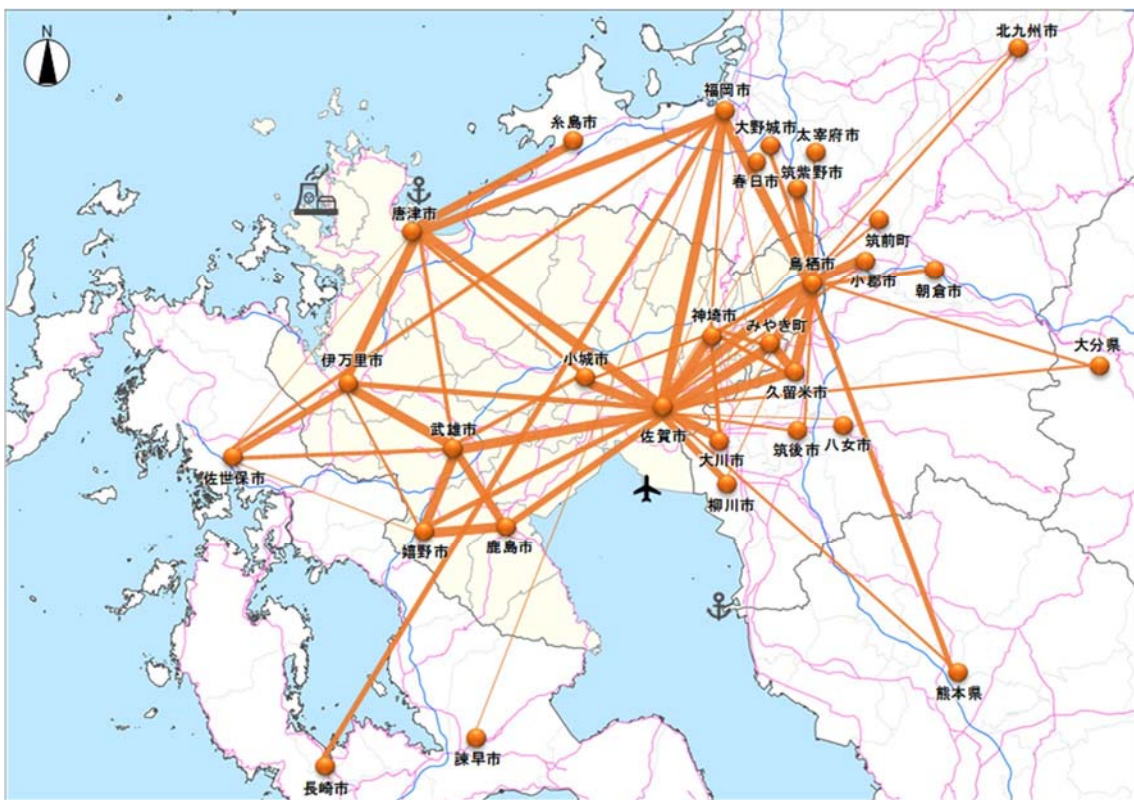 N
北九州市
福岡市
糸島市
大野城市
太宰府市
春日市
筑紫野市
唐津市
筑前町
鳥栖市
小郡市
朝倉市
神埼市
みやき町
大分県
伊万里市
小城市
久留米市
武雄市
佐賀市
大川市
筑後市
八女市
佐世保市
柳川市
嬉野市
鹿島市
熊本県
諫早市
長崎市